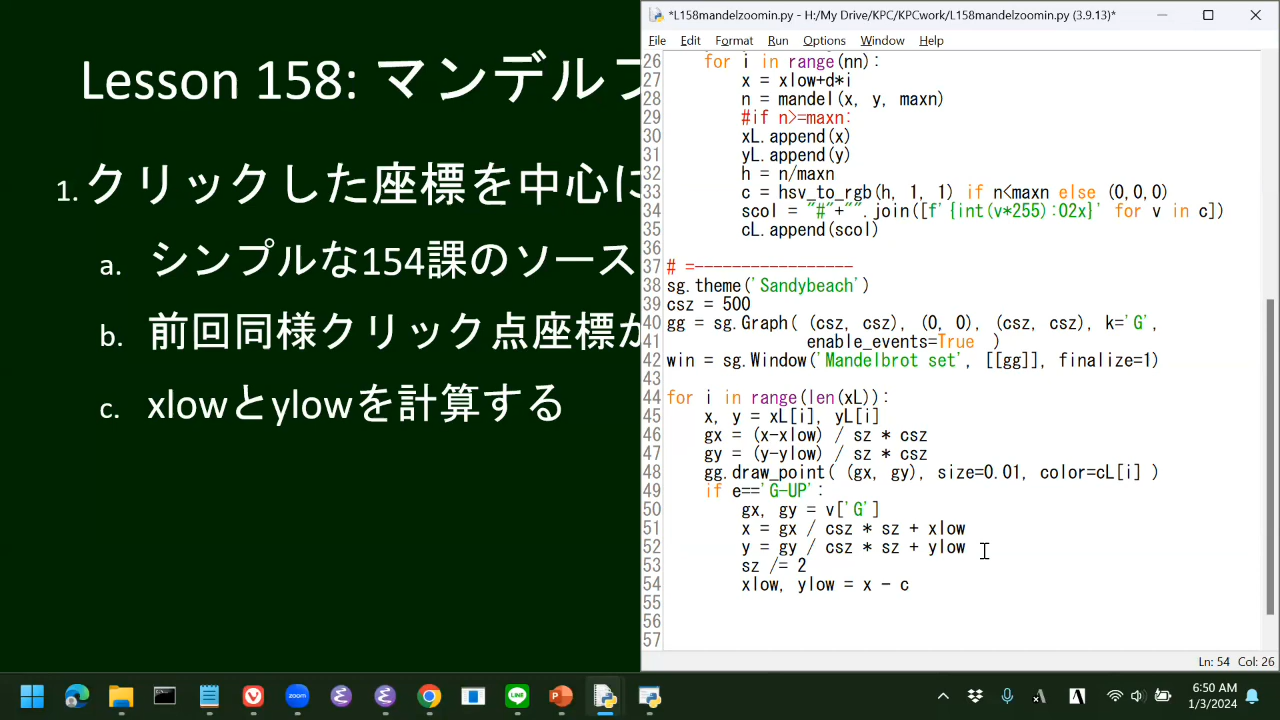 Lesson 158: マンデルブ
1. クリックした座標を中心に
a. シンプルな154課のソース
b. 前回同様クリック点座標が
c. xlowとylowを計算する
*L158mandelzoomin.py - H:/My Drive/KPC/KPCwork/L158mandelzoomin.py (3.9.13)*
File Edit Format Run Options Window Help
26 for i in range(nn):
27 x = xlow+d*i
28 n = mandel(x, y, maxn)
29 #if n>=maxn:
30 xL.append(x)
31 yL.append(y)
32 h = n/maxn
33 c = hsv_to_rgb(h, 1, 1) if n<maxn else (0,0,0)
34 scol = "#"+"".join([f'{int(v*255):02x}' for v in c])
35 cL.append(scol)
36
37 # =-----------------
38 sg.theme('Sandybeach')
39 csz = 500
40 gg = sg.Graph( (csz, csz), (0, 0), (csz, csz), k='G',
41 enable_events=True )
42 win = sg.Window('Mandelbrot set', [[gg]], finalize=1)
43
44 for i in range(len(xL)):
45 x, y = xL[i], yL[i]
46 gx = (x-xlow) / sz * csz
47 gy = (y-ylow) / sz * csz
48 gg.draw_point( (gx, gy), size=0.01, color=cL[i] )
49 if e=='G-UP':
50 gx, gy = v['G']
51 x = gx / csz * sz + xlow
52 y = gy / csz * sz + ylow
53 sz /= 2
54 xlow, ylow = x - c
55
56
57
Ln: 54 Col: 26
zoom
LINE
A
6:50 AM
1/3/2024